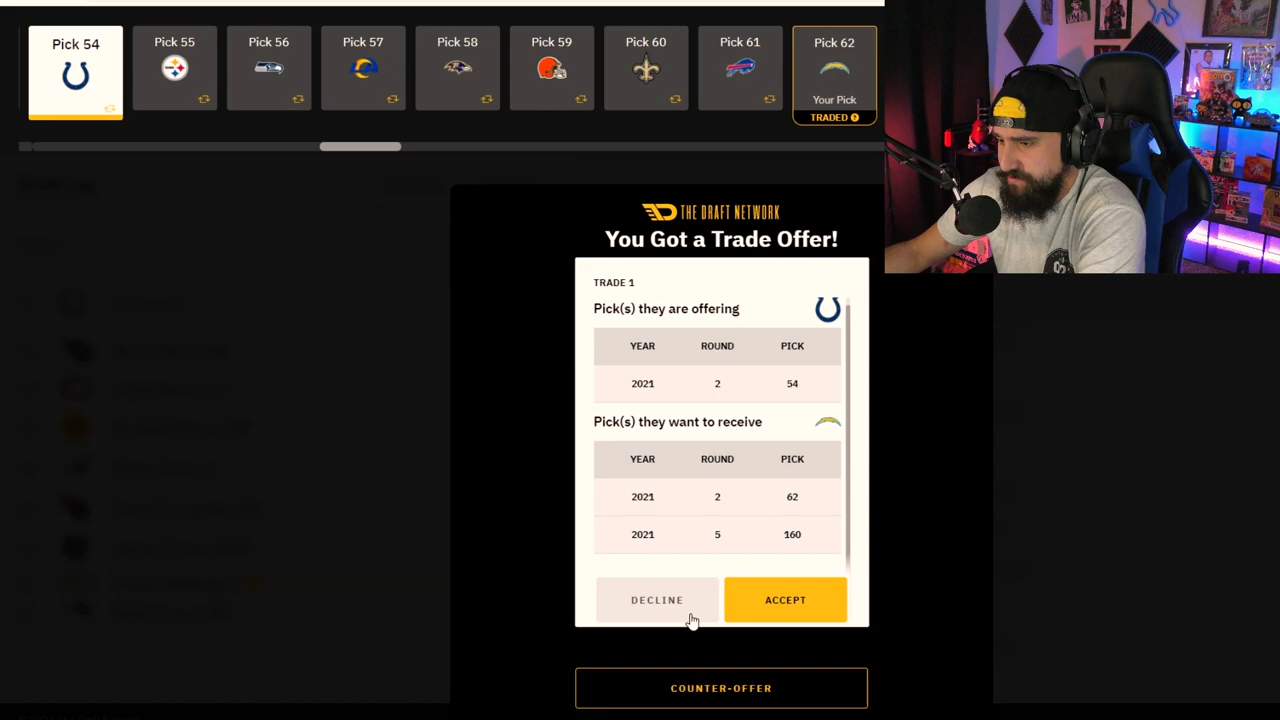 Pick 54
Pick 55
Pick 56
Pick 57
Pick 58
Pick 59
Pick 60
Pick 61
Pick 62
Your Pick
TRADED
THE DRAFT NETWORK
You Got a Trade Offer!
TRADE 1
Pick(s) they are offering
YEAR ROUND PICK
2021 2 54
Pick(s) they want to receive
YEAR ROUND PICK
2021 2 62
2021 5 160
DECLINE
ACCEPT
COUNTER-OFFER